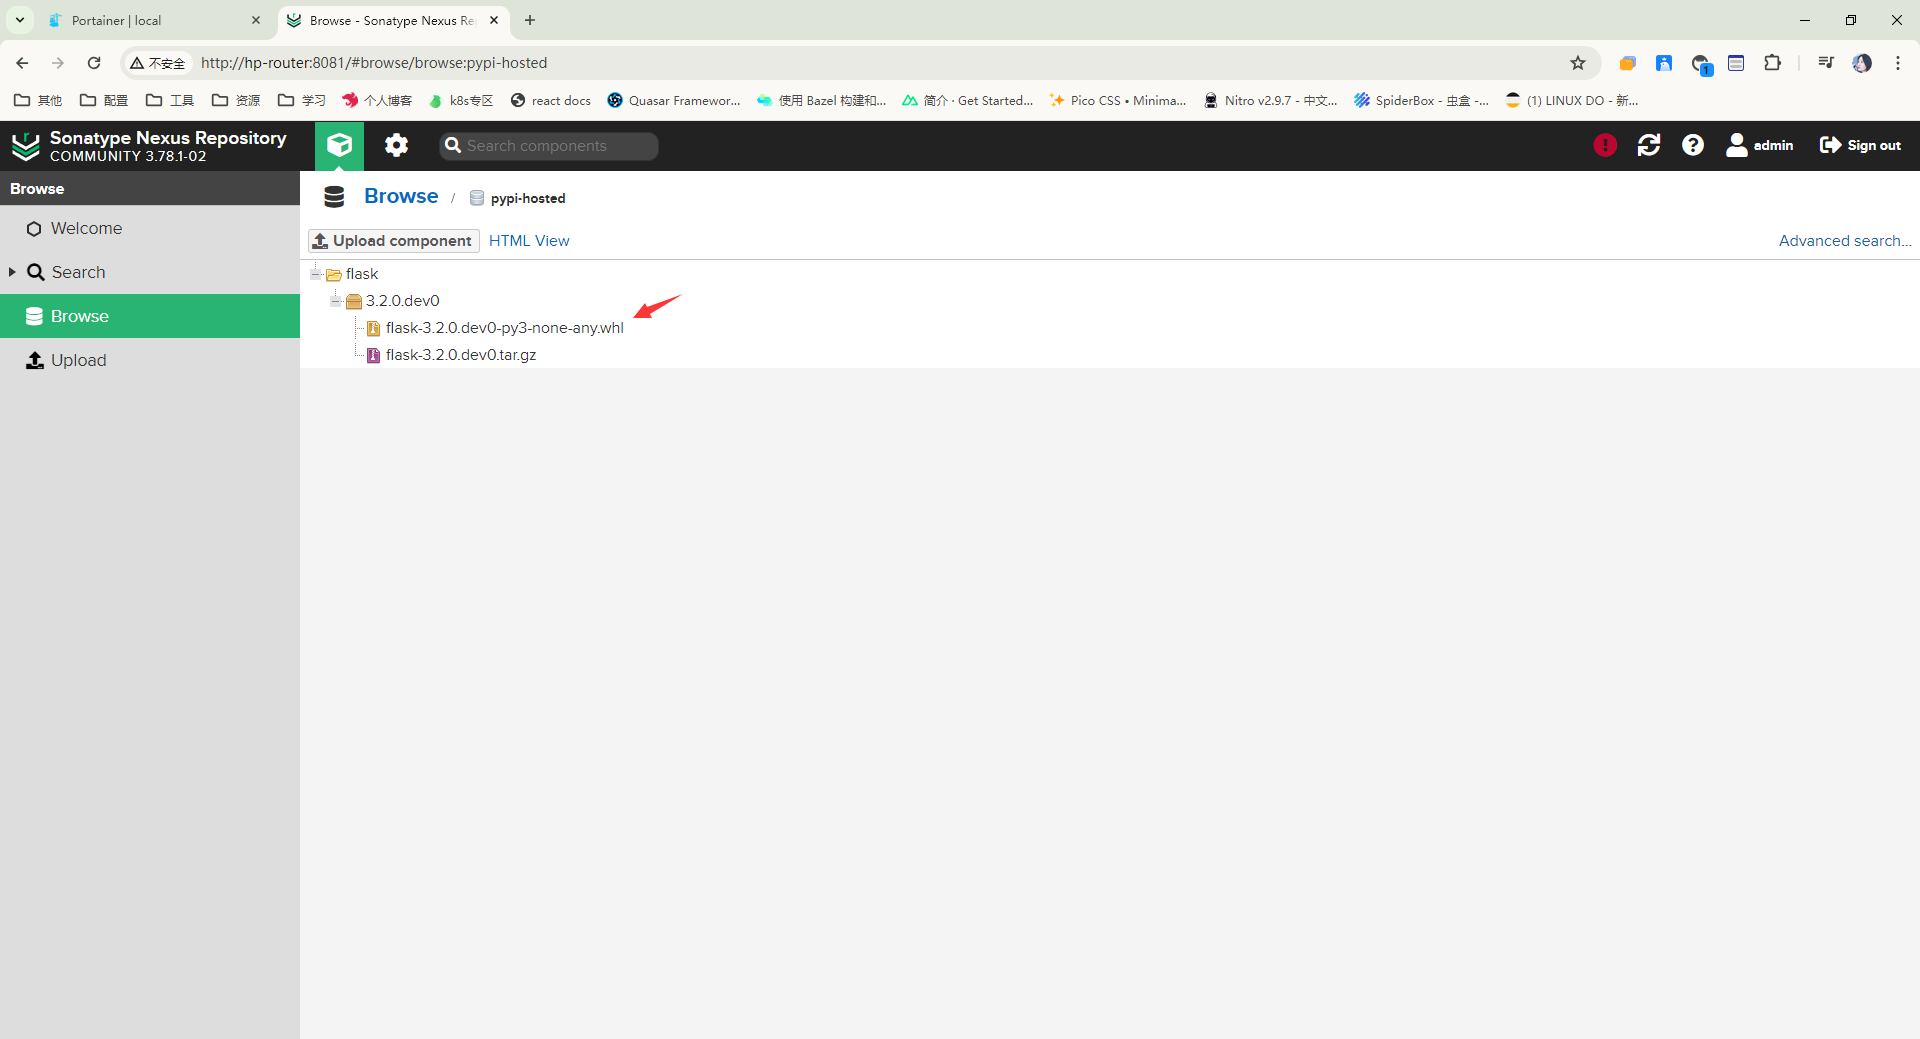 Portainer | local
Browse - Sonatype Nexus Re
不安全
http://hp-router:8081/#browse/browse:pypi-hosted
1
其他
配置
工具
资源
学习
个人博客
k8s专区
react docs
Quasar Framewor...
使用 Bazel 构建和...
简介 · Get Started...
Pico CSS • Minima...
Nitro v2.9.7 - 中文...
SpiderBox - 虫盒 -...
(1) LINUX DO - 新...
Sonatype Nexus Repository
COMMUNITY 3.78.1-02
Search components
admin
Sign out
Browse
Welcome
Search
Browse
Upload
Browse / pypi-hosted
Upload component
HTML View
Advanced search...
flask
3.2.0.dev0
flask-3.2.0.dev0-py3-none-any.whl
flask-3.2.0.dev0.tar.gz